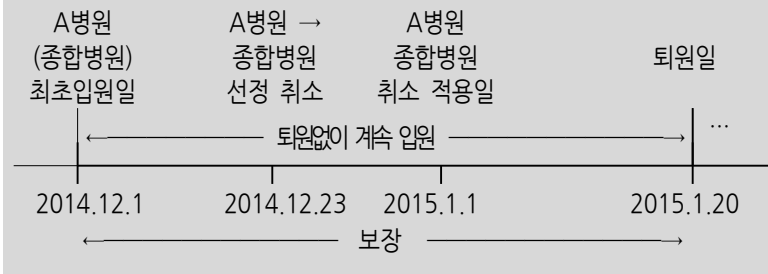 A병원 A병원 → A병원
(종합병원) 종합병원 종합병원 퇴원일
최초입원일 선정 취소 취소 적용일
← 퇴원없이 계속 입원 → …
2014.12.1 2014.12.23 2015.1.1 2015.1.20
← 보장 →